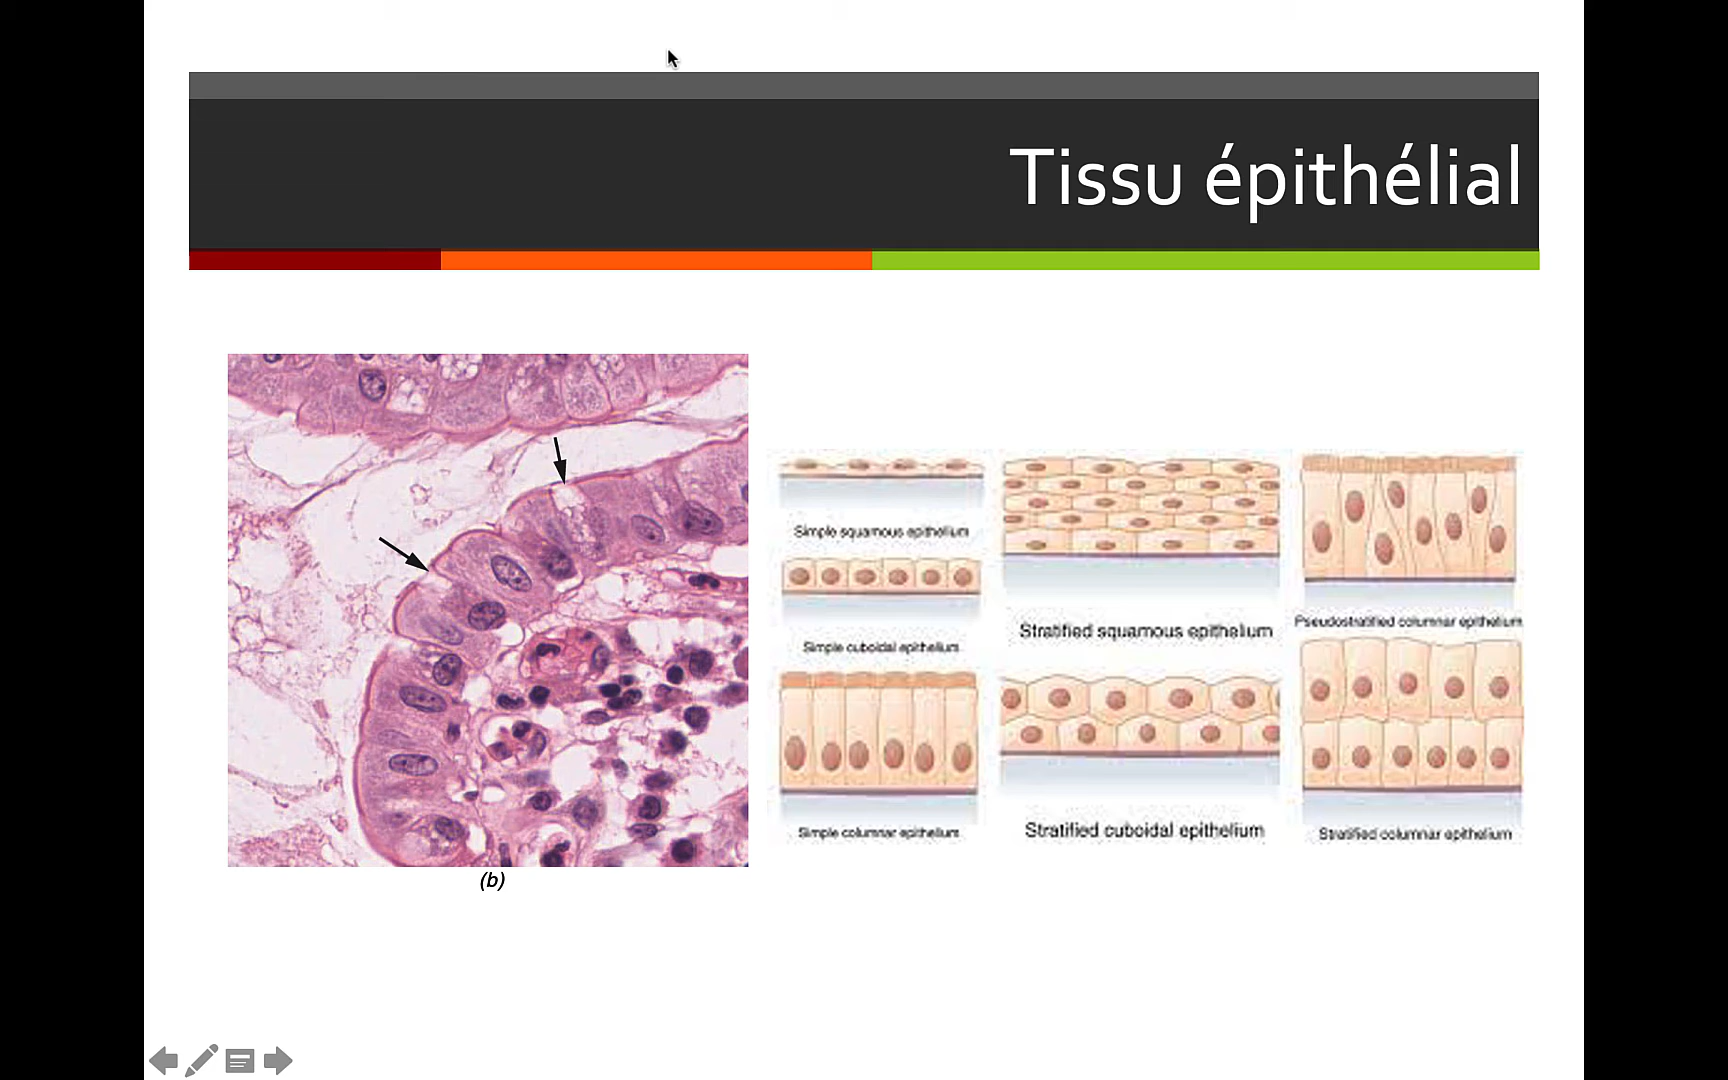 Tissu épithélial
(b)
Simple squamous epithelium
Simple cuboidal epithelium
Simple columnar epithelium
Stratified squamous epithelium
Stratified cuboidal epithelium
Pseudostratified columnar epithelium
Stratified columnar epithelium